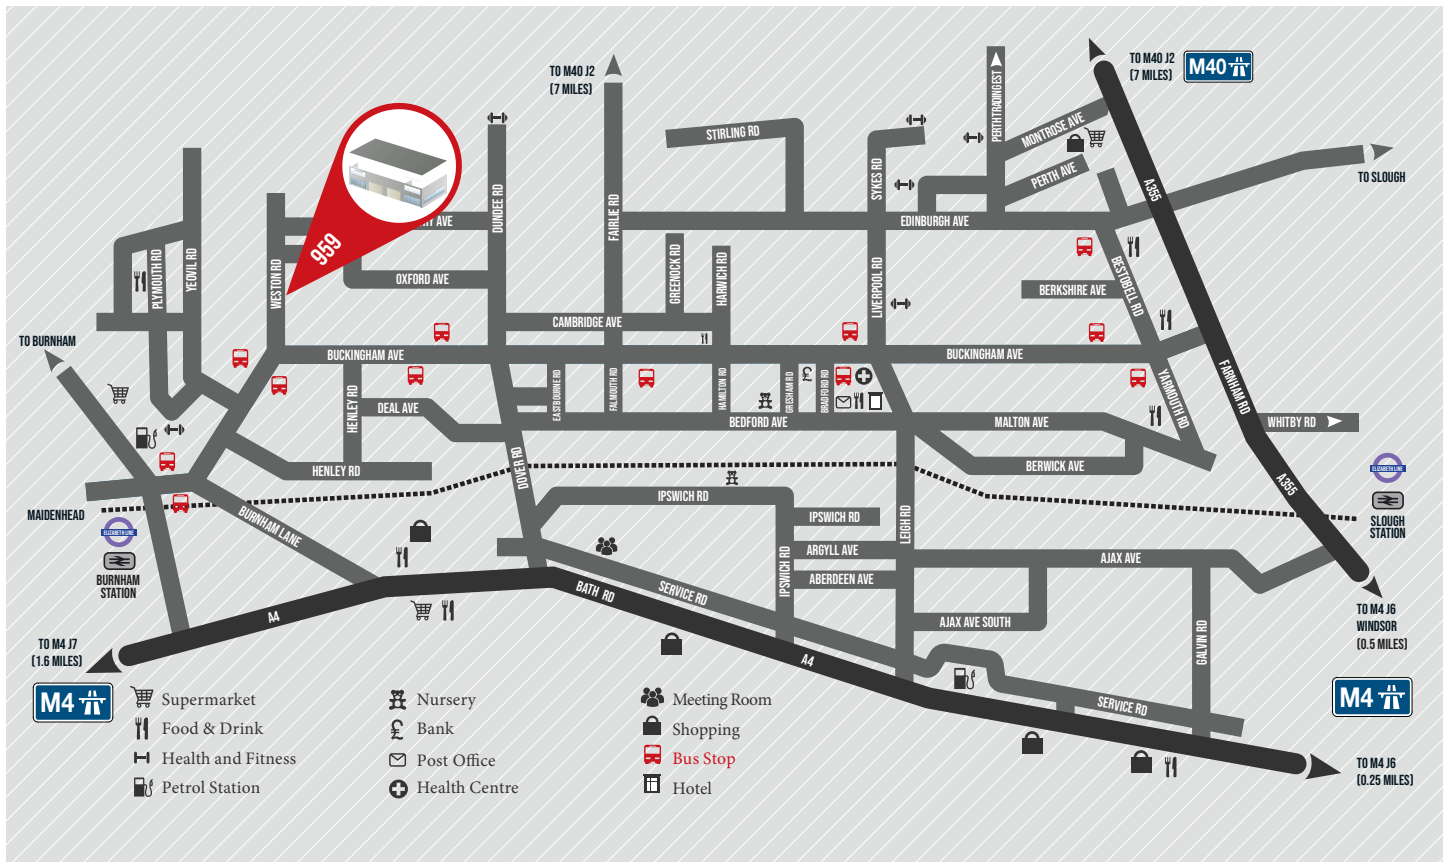 TO M40 J2
(7 MILES)
M40
TO M40 J2
(7 MILES)
PERTH TRADING EST
MONTROSE AVE
STIRLING RD
PERTH AVE
SYKES RD
A355
TO SLOUGH
DUNDEE RD
FAIRLIE RD
EDINBURGH AVE
RY AVE
959
PLYMOUTH RD
YEOVIL RD
WESTON RD
OXFORD AVE
GREENOCK RD
HARWICH RD
LIVERPOOL RD
BERKSHIRE AVE
BESTOBELL RD
CAMBRIDGE AVE
TO BURNHAM
BUCKINGHAM AVE
BUCKINGHAM AVE
FARNHAM RD
HENLEY RD
DEAL AVE
EASTBOURNE RD
FALMOUTH RD
HAMILTON RD
GRESHAM RD
BRADFORD RD
YARMOUTH RD
BEDFORD AVE
MALTON AVE
WHITBY RD
HENLEY RD
DOVER RD
BERWICK AVE
A355
ELIZABETH LINE
SLOUGH
STATION
IPSWICH RD
IPSWICH RD
LEIGH RD
MAIDENHEAD
ELIZABETH LINE
BURNHAM
STATION
BURNHAM LANE
ARGYLL AVE
AJAX AVE
IPSWICH RD
ABERDEEN AVE
BATH RD
SERVICE RD
A4
AJAX AVE SOUTH
GALVIN RD
TO M4 J6
WINDSOR
(0.5 MILES)
TO M4 J7
(1.6 MILES)
M4
A4
SERVICE RD
M4
TO M4 J6
(0.25 MILES)
Supermarket
Food & Drink
Health and Fitness
Petrol Station
Nursery
Bank
Post Office
Health Centre
Meeting Room
Shopping
Bus Stop
Hotel